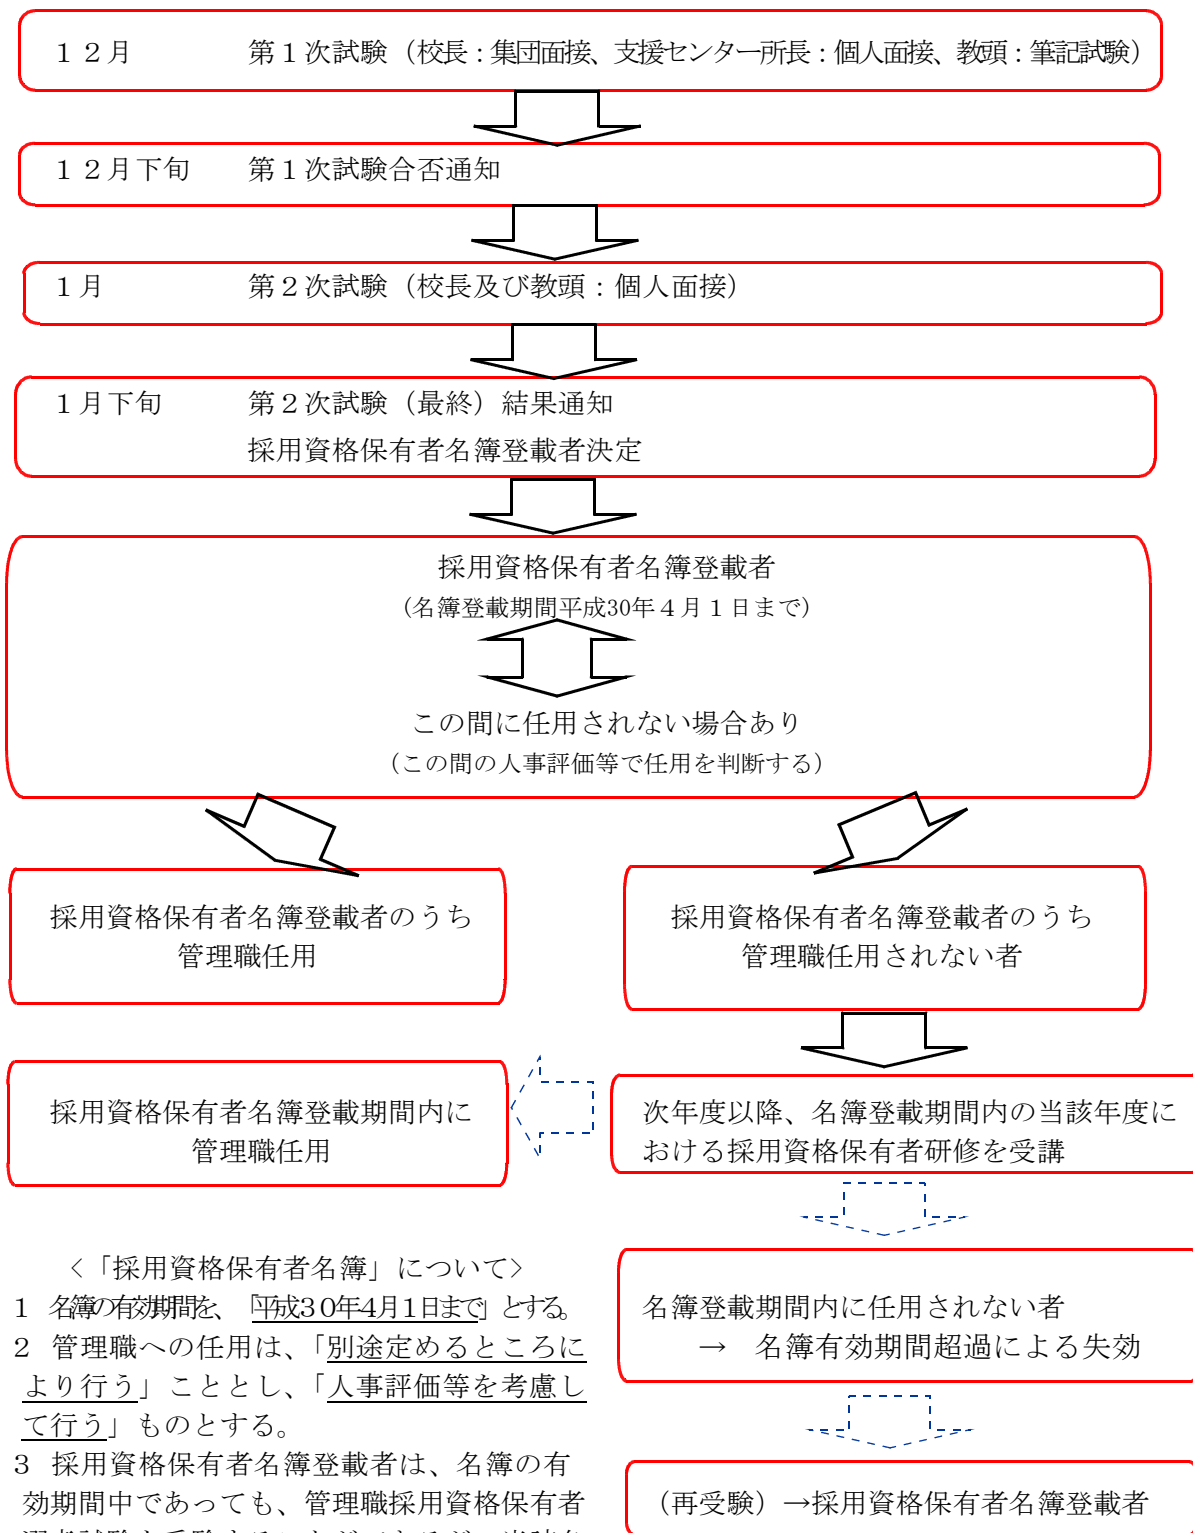 １２月　第１次試験（校長：集団面接、支援センター所長：個人面接、教頭：筆記試験）
１２月下旬　第１次試験合否通知
１月　第２次試験（校長及び教頭：個人面接）
１月下旬　第２次試験（最終）結果通知
採用資格保有者名簿登載者決定
採用資格保有者名簿登載者
（名簿登載期間平成30年４月１日まで）
この間に任用されない場合あり
（この間の人事評価等で任用を判断する）
採用資格保有者名簿登載者のうち
管理職任用
採用資格保有者名簿登載者のうち
管理職任用されない者
採用資格保有者名簿登載期間内に
管理職任用
次年度以降、名簿登載期間内の当該年度に
おける採用資格保有者研修を受講
名簿登載期間内に任用されない者
→　名簿有効期間超過による失効
（再受験）→採用資格保有者名簿登載者
＜「採用資格保有者名簿」について＞
１　名簿の有効期間を、「平成３０年４月１日まで」とする。
２　管理職への任用は、「別途定めるところに
より行う」こととし、「人事評価等を考慮し
て行う」ものとする。
３　採用資格保有者名簿登載者は、名簿の有
効期間中であっても、管理職採用資格保有者